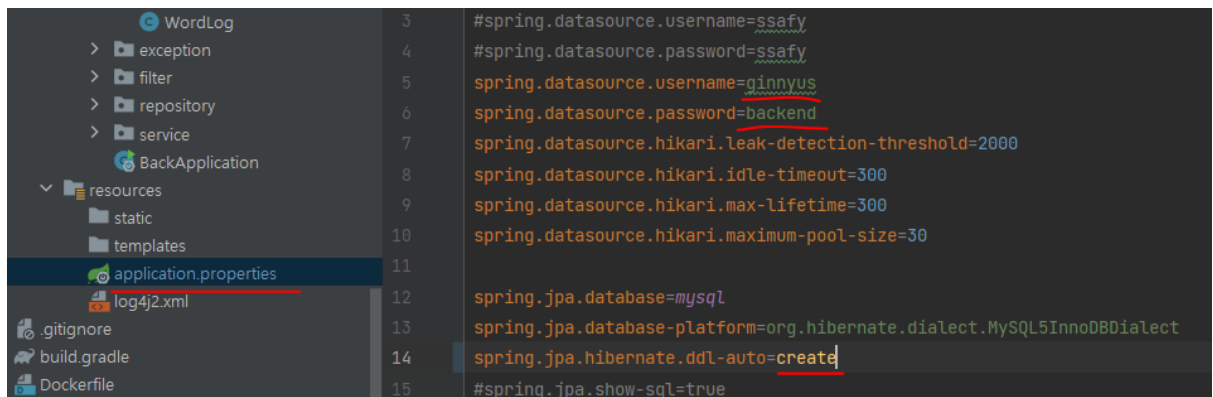 WordLog
exception
filter
repository
service
BackApplication
resources
static
templates
application.properties
log4j2.xml
.gitignore
build.gradle
Dockerfile
3 #spring.datasource.username=ssafy
4 #spring.datasource.password=ssafy
5 spring.datasource.username=ginnyus
6 spring.datasource.password=backend
7 spring.datasource.hikari.leak-detection-threshold=2000
8 spring.datasource.hikari.idle-timeout=300
9 spring.datasource.hikari.max-lifetime=300
10 spring.datasource.hikari.maximum-pool-size=30
11
12 spring.jpa.database=mysql
13 spring.jpa.database-platform=org.hibernate.dialect.MySQL5InnoDBDialect
14 spring.jpa.hibernate.ddl-auto=create
15 #spring.jpa.show-sql=true